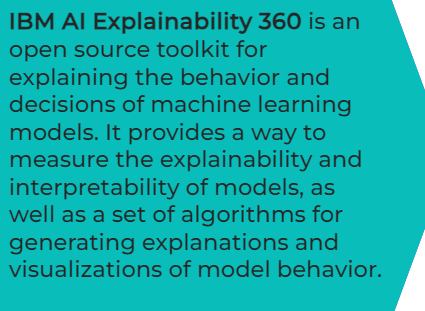 IBM AI Explainability 360 is an
open source toolkit for
explaining the behavior and
decisions of machine learning
models. It provides a way to
measure the explainability and
interpretability of models, as
well as a set of algorithms for
generating explanations and
visualizations of model behavior.